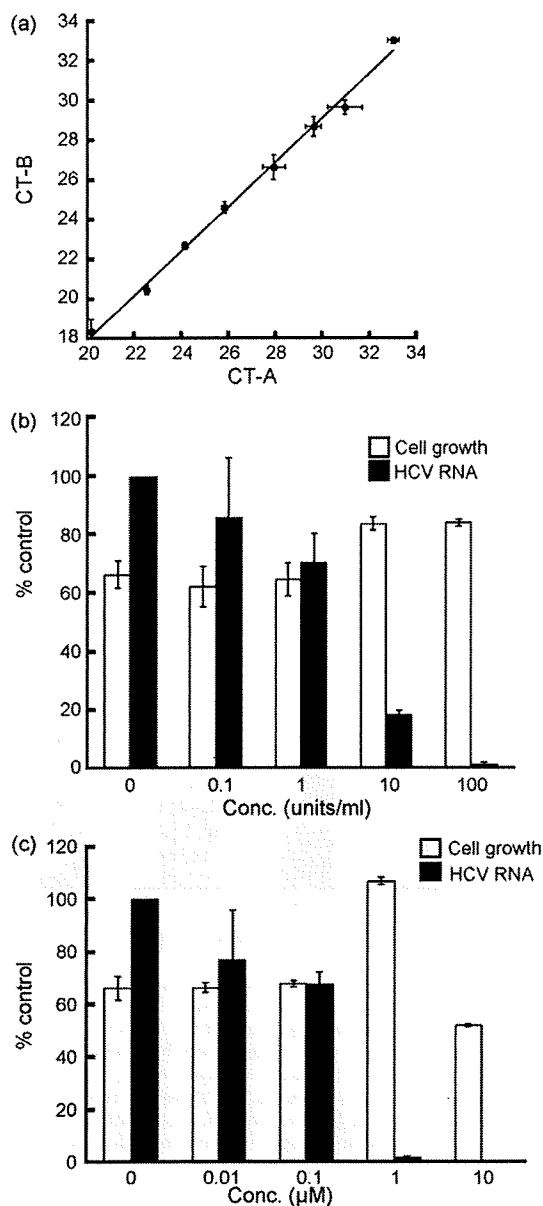 (a)
34
32
30
28
26
24
22
20
18
CT-B
20 22 24 26 28 30 32 34
CT-A
(b)
120
100
80
60
40
20
0
% control
Cell growth
HCV RNA
0 0.1 1 10 100
Conc. (units/ml)
(c)
120
100
80
60
40
20
0
% control
Cell growth
HCV RNA
0 0.01 0.1 1 10
Conc. (µM)